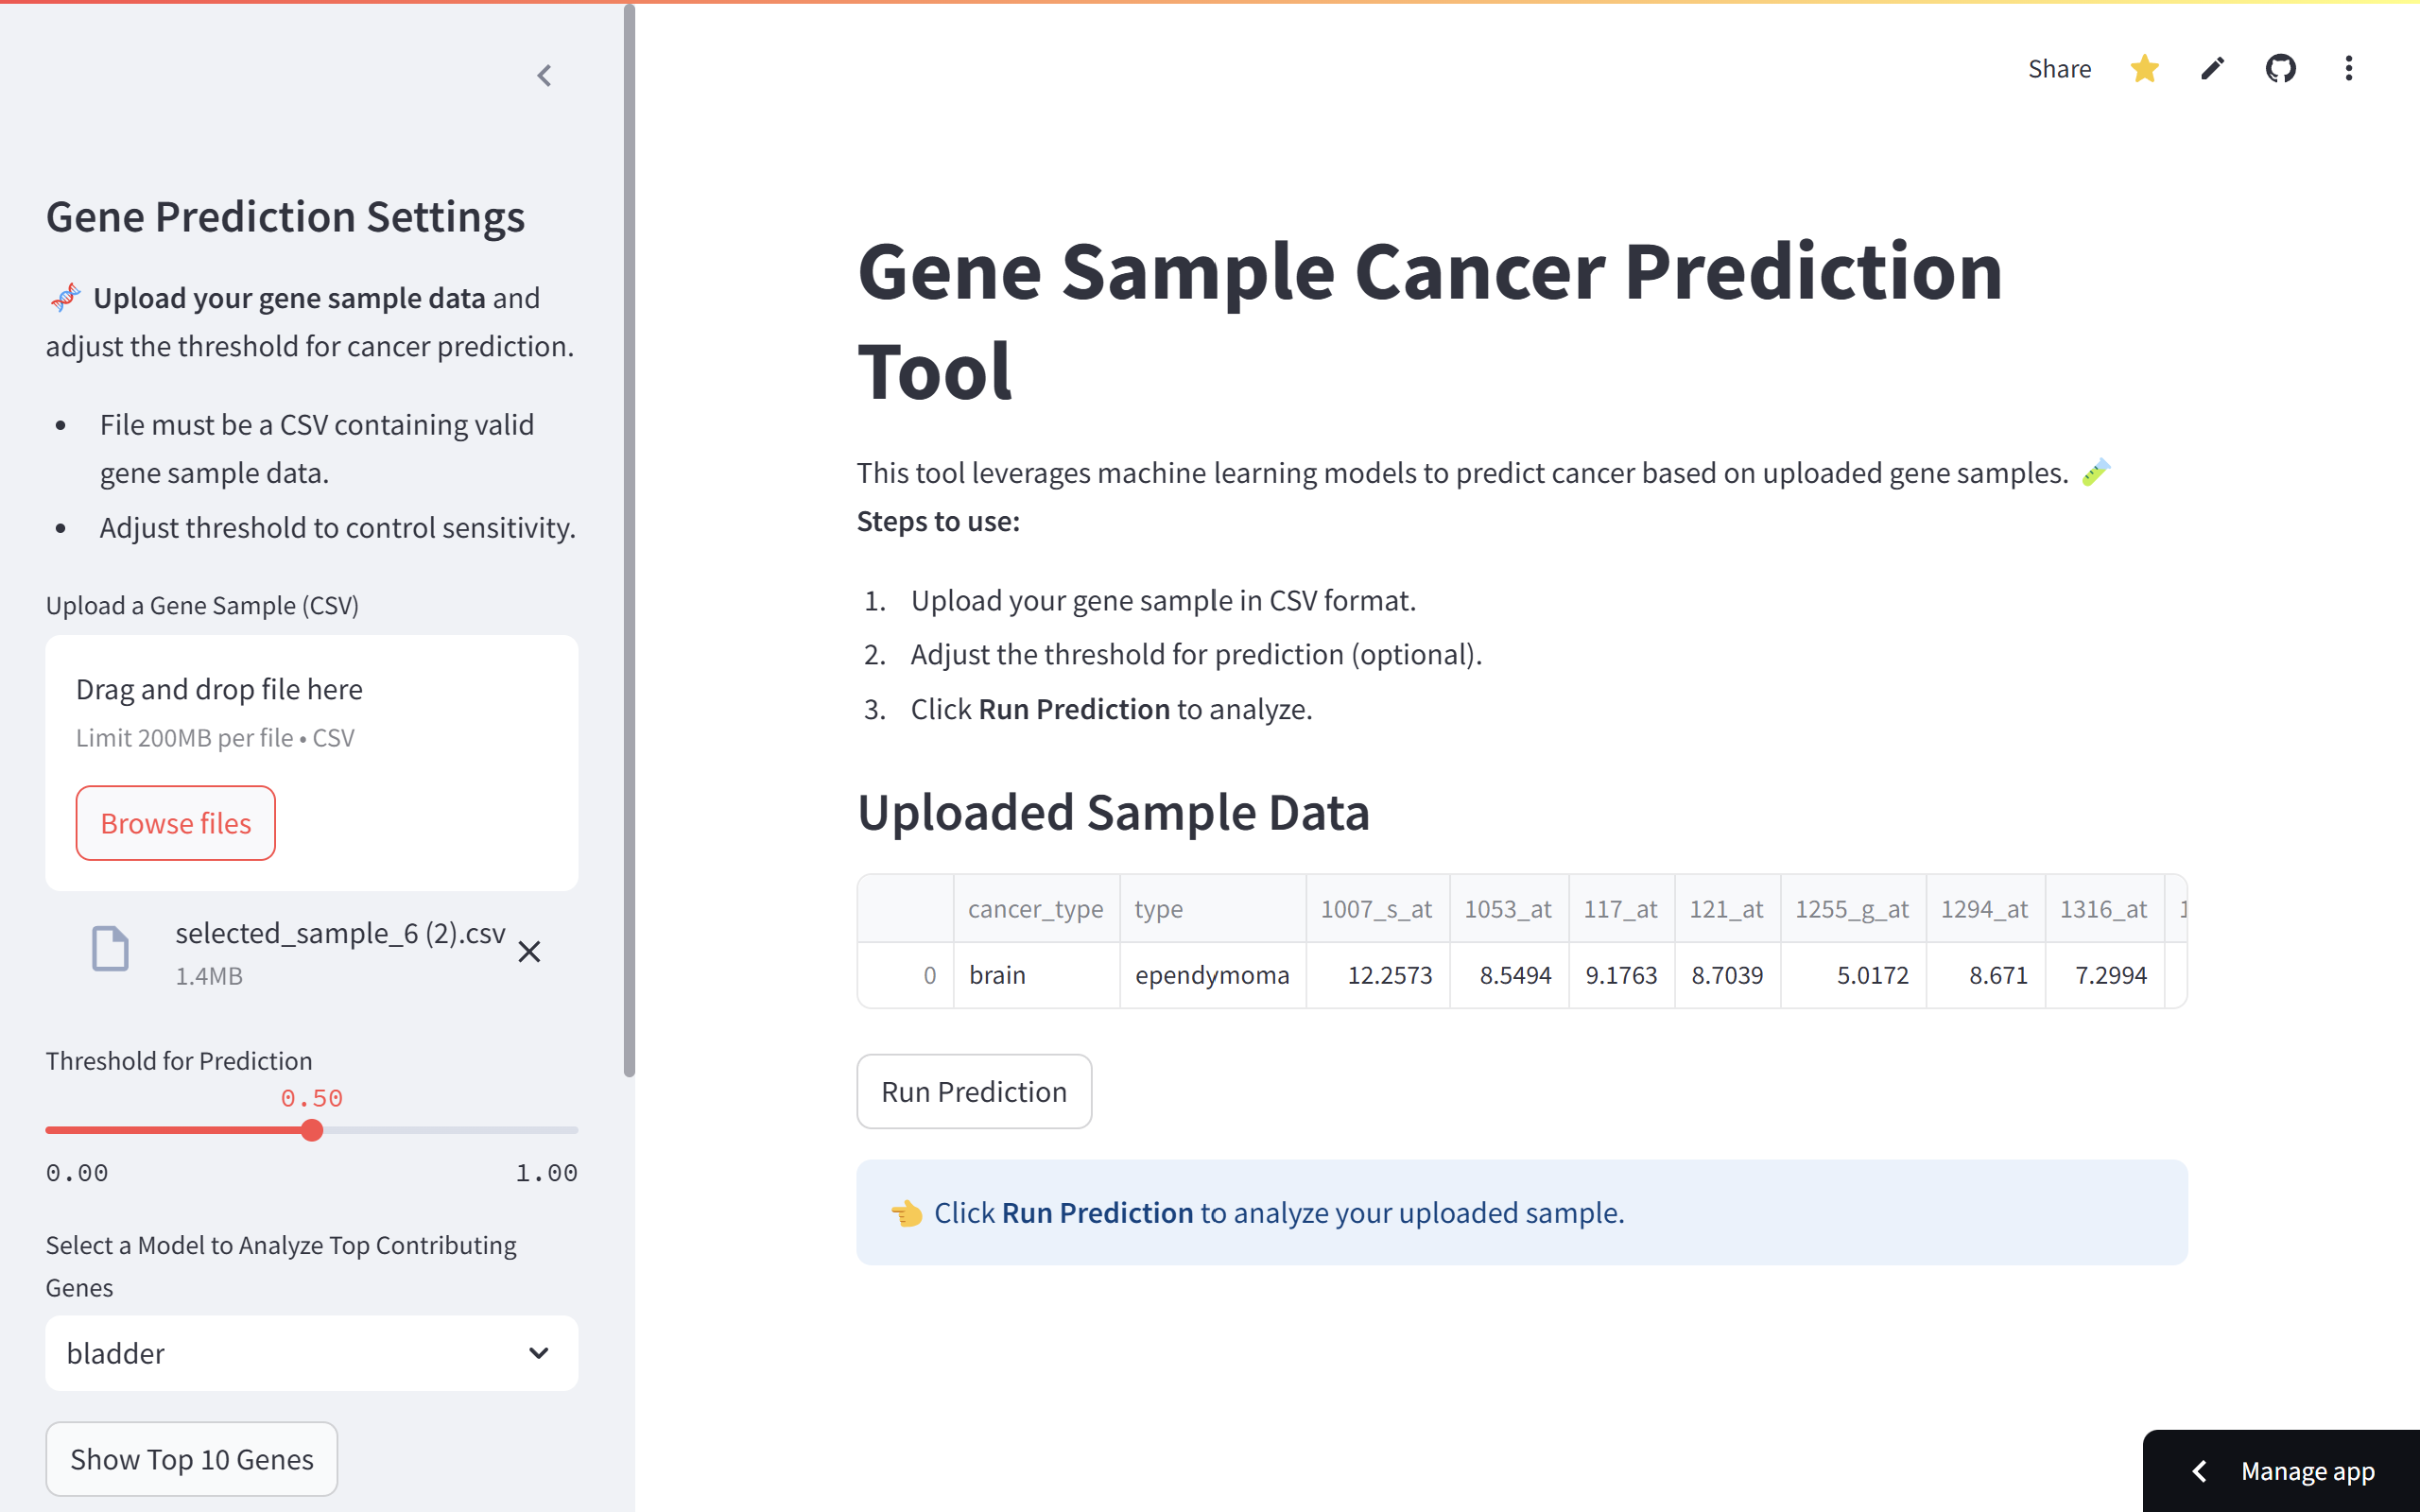 Gene Prediction Settings
🧬 Upload your gene sample data and
adjust the threshold for cancer prediction.
• File must be a CSV containing valid
gene sample data.
• Adjust threshold to control sensitivity.
Upload a Gene Sample (CSV)
Drag and drop file here
Limit 200MB per file • CSV
Browse files
selected_sample_6 (2).csv
1.4MB
Threshold for Prediction
0.50
0.00 1.00
Select a Model to Analyze Top Contributing
Genes
bladder
Show Top 10 Genes
Share
Gene Sample Cancer Prediction
Tool
This tool leverages machine learning models to predict cancer based on uploaded gene samples. 🧪
Steps to use:
1. Upload your gene sample in CSV format.
2. Adjust the threshold for prediction (optional).
3. Click Run Prediction to analyze.
Uploaded Sample Data
cancer_type type 1007_s_at 1053_at 117_at 121_at 1255_g_at 1294_at 1316_at
0 brain ependymoma 12.2573 8.5494 9.1763 8.7039 5.0172 8.671 7.2994
Run Prediction
👈 Click Run Prediction to analyze your uploaded sample.
Manage app